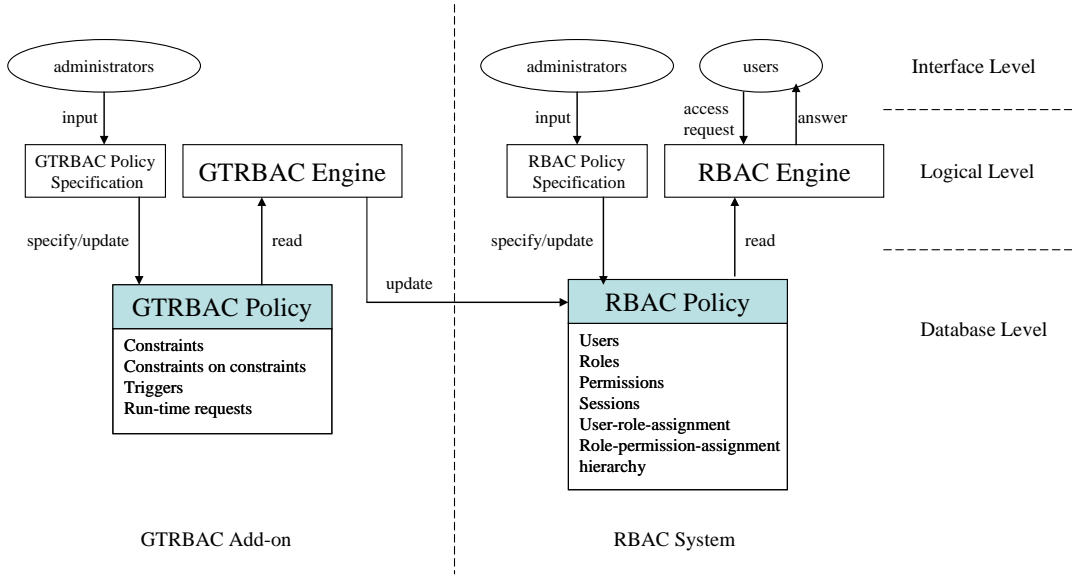 administrators
administrators
users
Interface Level
input
input
access
request
answer
GTRBAC Policy
Specification
GTRBAC Engine
RBAC Policy
Specification
RBAC Engine
Logical Level
specify/update
read
specify/update
read
update
GTRBAC Policy
Constraints
Constraints on constraints
Triggers
Run-time requests
RBAC Policy
Users
Roles
Permissions
Sessions
User-role-assignment
Role-permission-assignment
hierarchy
Database Level
GTRBAC Add-on
RBAC System